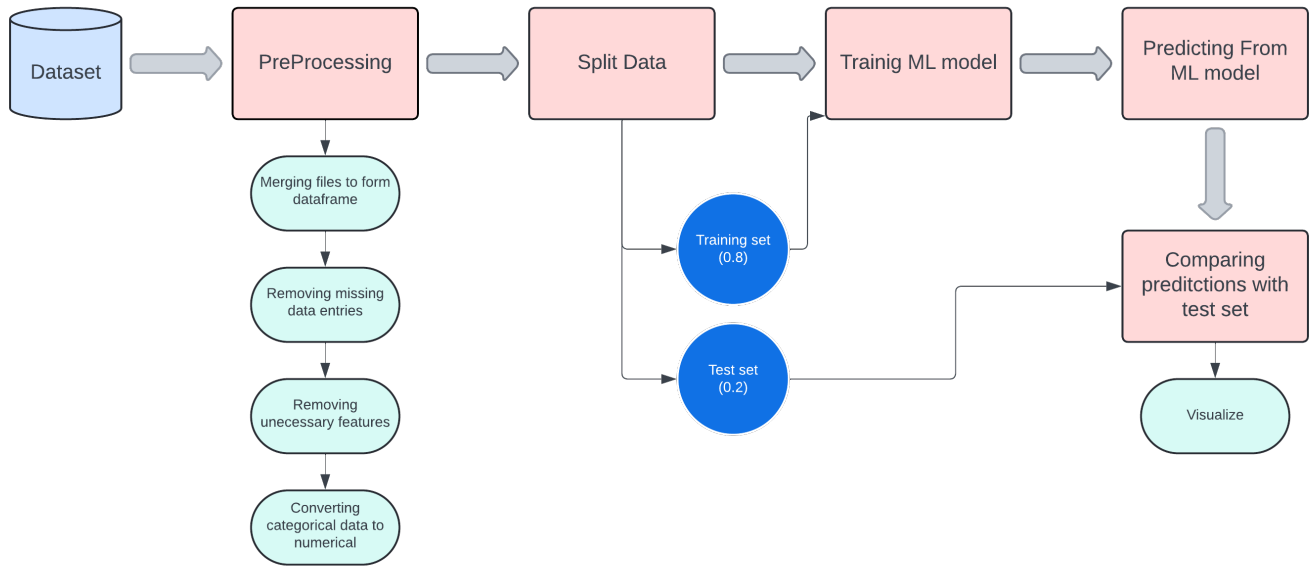 Dataset
PreProcessing
Split Data
Trainig ML model
Predicting From
ML model
Merging files to form
dataframe
Removing missing
data entries
Removing
unecessary features
Converting
categorical data to
numerical
Training set
(0.8)
Test set
(0.2)
Comparing
preditctions with
test set
Visualize